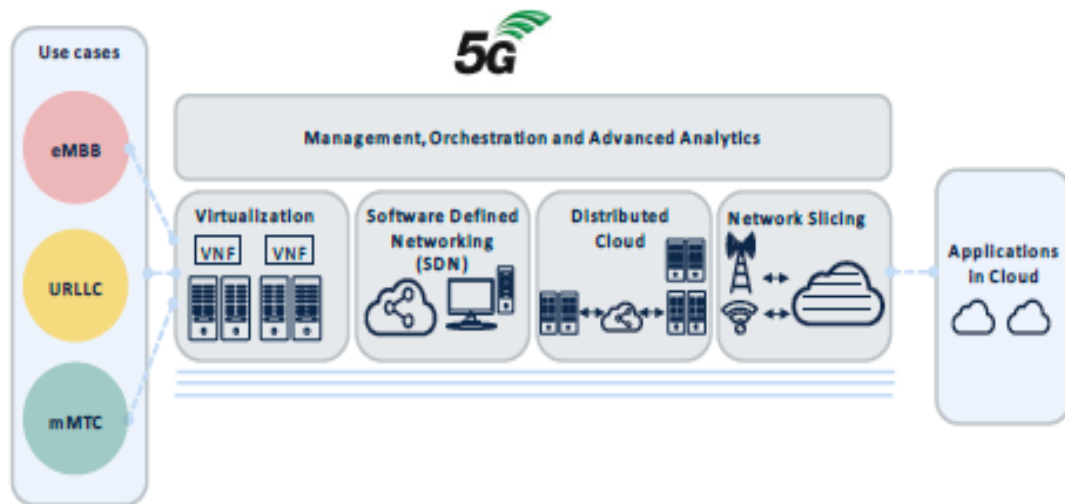 5G
Use cases
eMBB
URLLC
mMTC
Management, Orchestration and Advanced Analytics
Virtualization
VNF VNF
Software Defined
Networking
(SDN)
Distributed
Cloud
Network Slicing
Applications
in Cloud